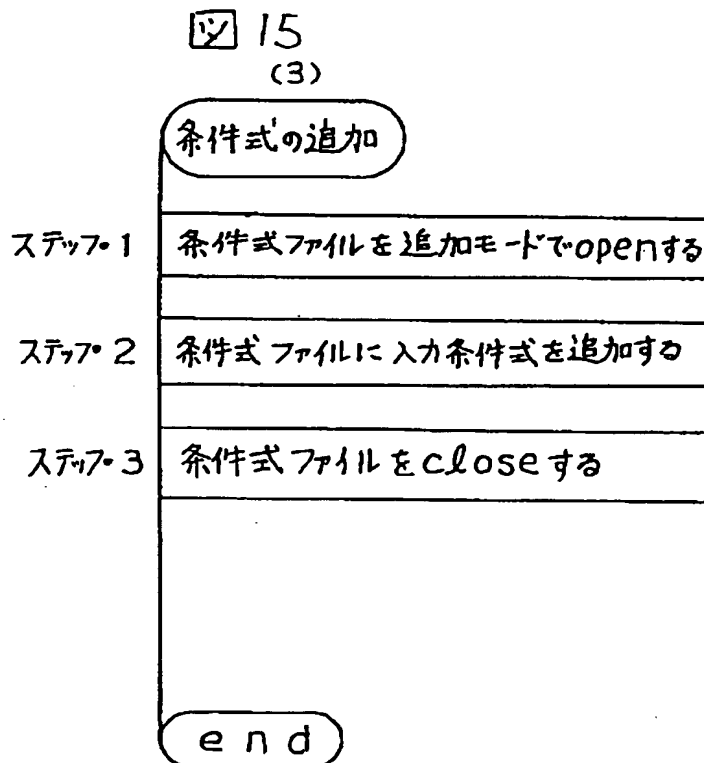 図 15
(3)
条件式の追加
ステップ 1 条件式ファイルを追加モードでopenする
ステップ 2 条件式ファイルに入力条件式を追加する
ステップ 3 条件式ファイルをcloseする
end